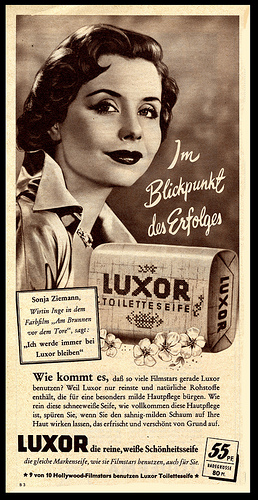 Im
Blickpunkt
des Erfolges
LUXOR
TOILETTESEIFE
LUXOR
Sonja Ziemann,
Wirtin Inge in dem
Farbfilm „Am Brunnen
vor dem Tore“, sagt:
„Ich werde immer bei
Luxor bleiben“
Wie kommt es, daß so viele Filmstars gerade Luxor
benutzen? Weil Luxor nur reinste und natürliche Rohstoffe
enthält, die für eine besonders milde Hautpflege bürgen. Wie
rein diese schneeweiße Seife, wie vollkommen diese Hautpflege
ist, spüren Sie, wenn Sie den sahnig-milden Schaum auf Ihre
Haut wirken lassen, das erfrischt und verschönt von Grund auf.
LUXOR die reine, weiße Schönheitsseife
die gleiche Markenseife, wie sie Filmstars benutzen, auch für Sie.
* 9 von 10 Hollywood-Filmstars benutzen Luxor Toiletteseife *
55 PF.
BADEGRÖSSE
80 PF.